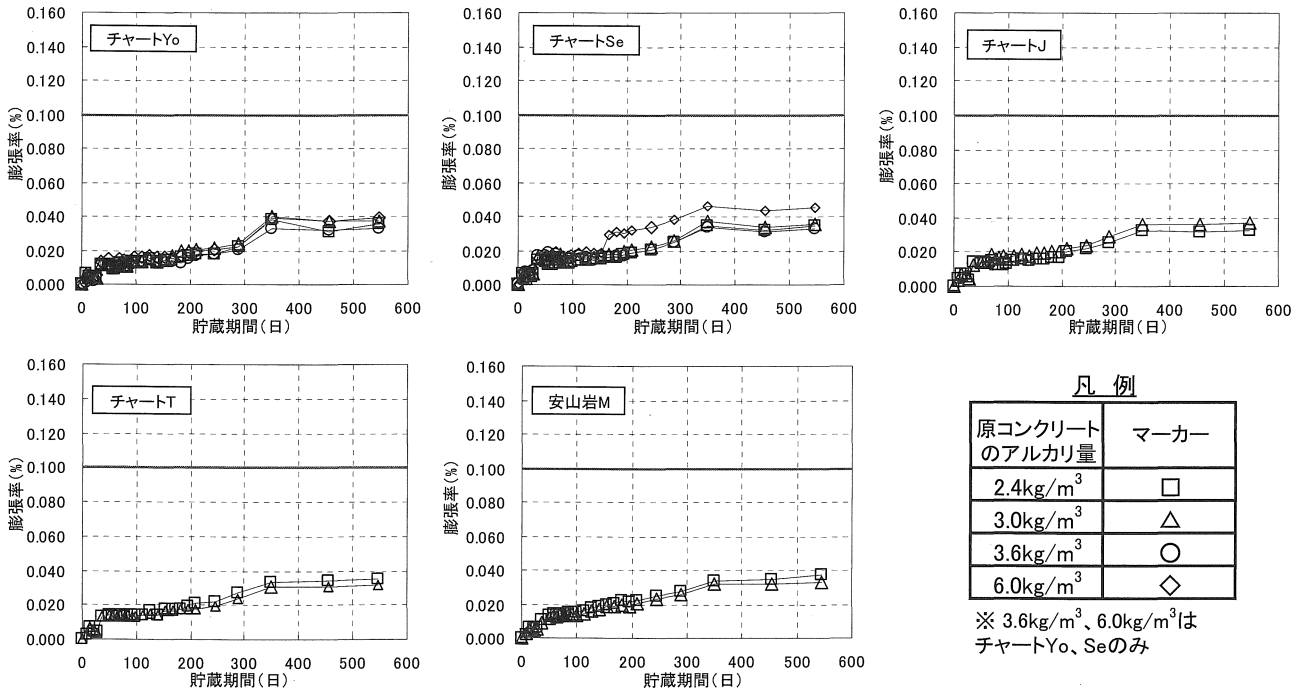 チャートYo
膨張率(%)
0.160
0.140
0.120
0.100
0.080
0.060
0.040
0.020
0.000
0 100 200 300 400 500 600
貯蔵期間(日)
チャートSe
膨張率(%)
0.160
0.140
0.120
0.100
0.080
0.060
0.040
0.020
0.000
0 100 200 300 400 500 600
貯蔵期間(日)
チャートJ
膨張率(%)
0.160
0.140
0.120
0.100
0.080
0.060
0.040
0.020
0.000
0 100 200 300 400 500 600
貯蔵期間(日)
チャートT
膨張率(%)
0.160
0.140
0.120
0.100
0.080
0.060
0.040
0.020
0.000
0 100 200 300 400 500 600
貯蔵期間(日)
安山岩M
膨張率(%)
0.160
0.140
0.120
0.100
0.080
0.060
0.040
0.020
0.000
0 100 200 300 400 500 600
貯蔵期間(日)
凡 例
原コンクリート
のアルカリ量
マーカー
2.4kg/m³ □
3.0kg/m³ △
3.6kg/m³ ○
6.0kg/m³ ◇
※ 3.6kg/m³、6.0kg/m³は
チャートYo、Seのみ